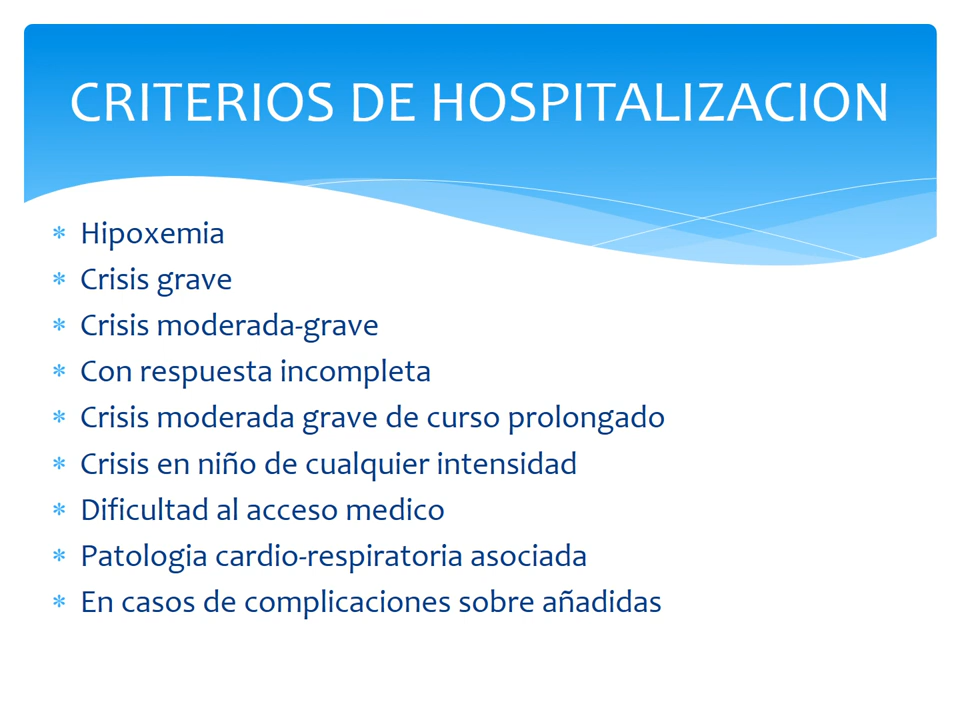 CRITERIOS DE HOSPITALIZACION
* Hipoxemia
* Crisis grave
* Crisis moderada-grave
* Con respuesta incompleta
* Crisis moderada grave de curso prolongado
* Crisis en niño de cualquier intensidad
* Dificultad al acceso medico
* Patologia cardio-respiratoria asociada
* En casos de complicaciones sobre añadidas